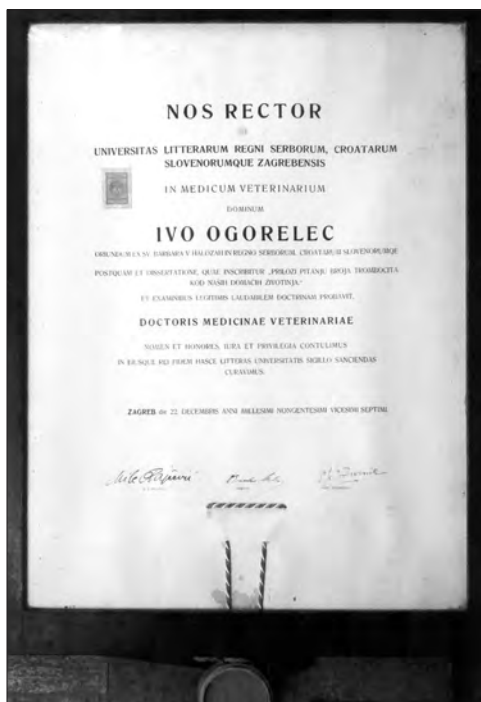 NOS RECTOR
UNIVERSITAS LITTERARUM REGNI SERBORUM, CROATARUM
SLOVENORUMQUE ZAGREBENSIS
IN MEDICUM VETERINARIUM
DOMINUM
IVO OGORELEC
ORIUNDUM EX SV. BARBARA V HALOZAH IN REGNO SERBORUM, CROATARUM SLOVENORUMQE
POSTQUAM ET DISSERTATIONE, QUAE INSCRIBITUR „PRILOZI PITANJU BROJA TROMBOCITA
KOD NAŠIH DOMAĆIH ŽIVOTINJA.“
ET EXAMINIBUS LEGITIMIS LAUDABILEM DOCTRINAM PROBAVIT,
DOCTORIS MEDICINAE VETERINARIAE
NOMEN ET HONORES, IURA ET PRIVILEGIA CONTULIMUS
IN EIUSQUE REI FIDEM HASCE LITTERAS UNIVERSITATIS SIGILLO SANCIENDAS
CURAVIMUS.
ZAGREB die 22. DECEMBRIS ANNI MILLESIMI NONGENTESIMI VICESIMI SEPTIMI.